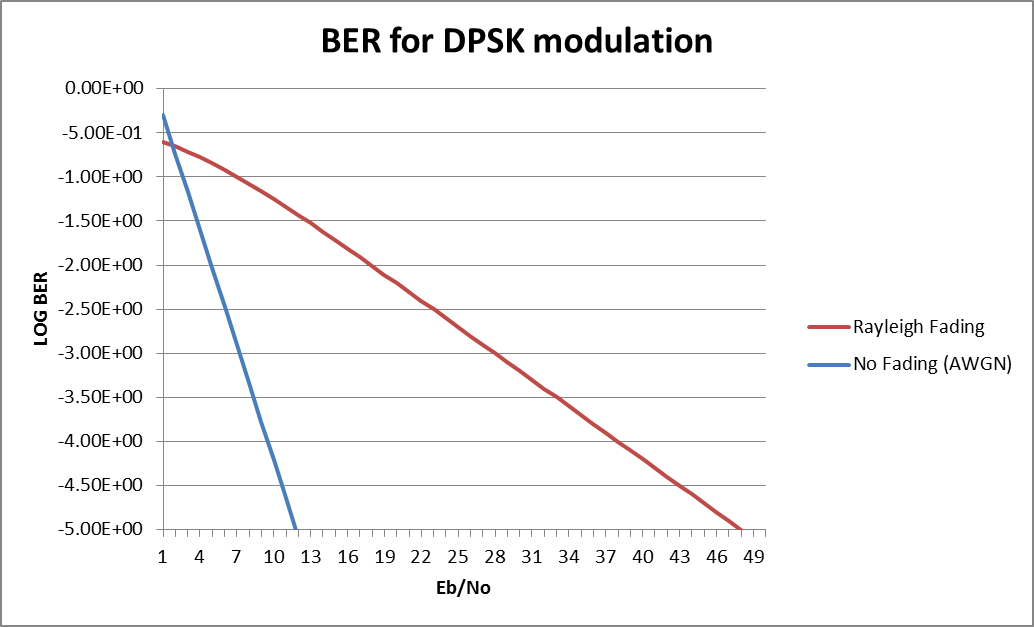 BER for DPSK modulation
0.00E+00
-5.00E-01
-1.00E+00
-1.50E+00
-2.00E+00
-2.50E+00
-3.00E+00
-3.50E+00
-4.00E+00
-4.50E+00
-5.00E+00
LOG BER
1 4 7 10 13 16 19 22 25 28 31 34 37 40 43 46 49
Eb/No
Rayleigh Fading
No Fading (AWGN)